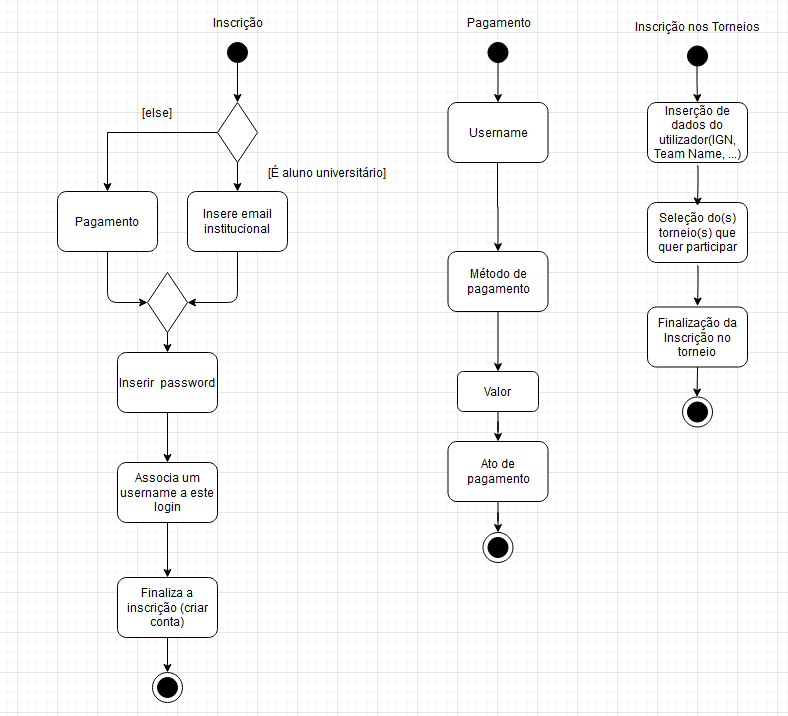 Inscrição
[else]
[É aluno universitário]
Pagamento
Insere email
institucional
Inserir  password
Associa um
username a este
login
Finaliza a
inscrição (criar
conta)
Pagamento
Username
Método de
pagamento
Valor
Ato de
pagamento
Inscrição nos Torneios
Inserção de
dados do
utilizador(IGN,
Team Name, ...)
Seleção do(s)
torneio(s) que
quer participar
Finalização da
Inscrição no
torneio